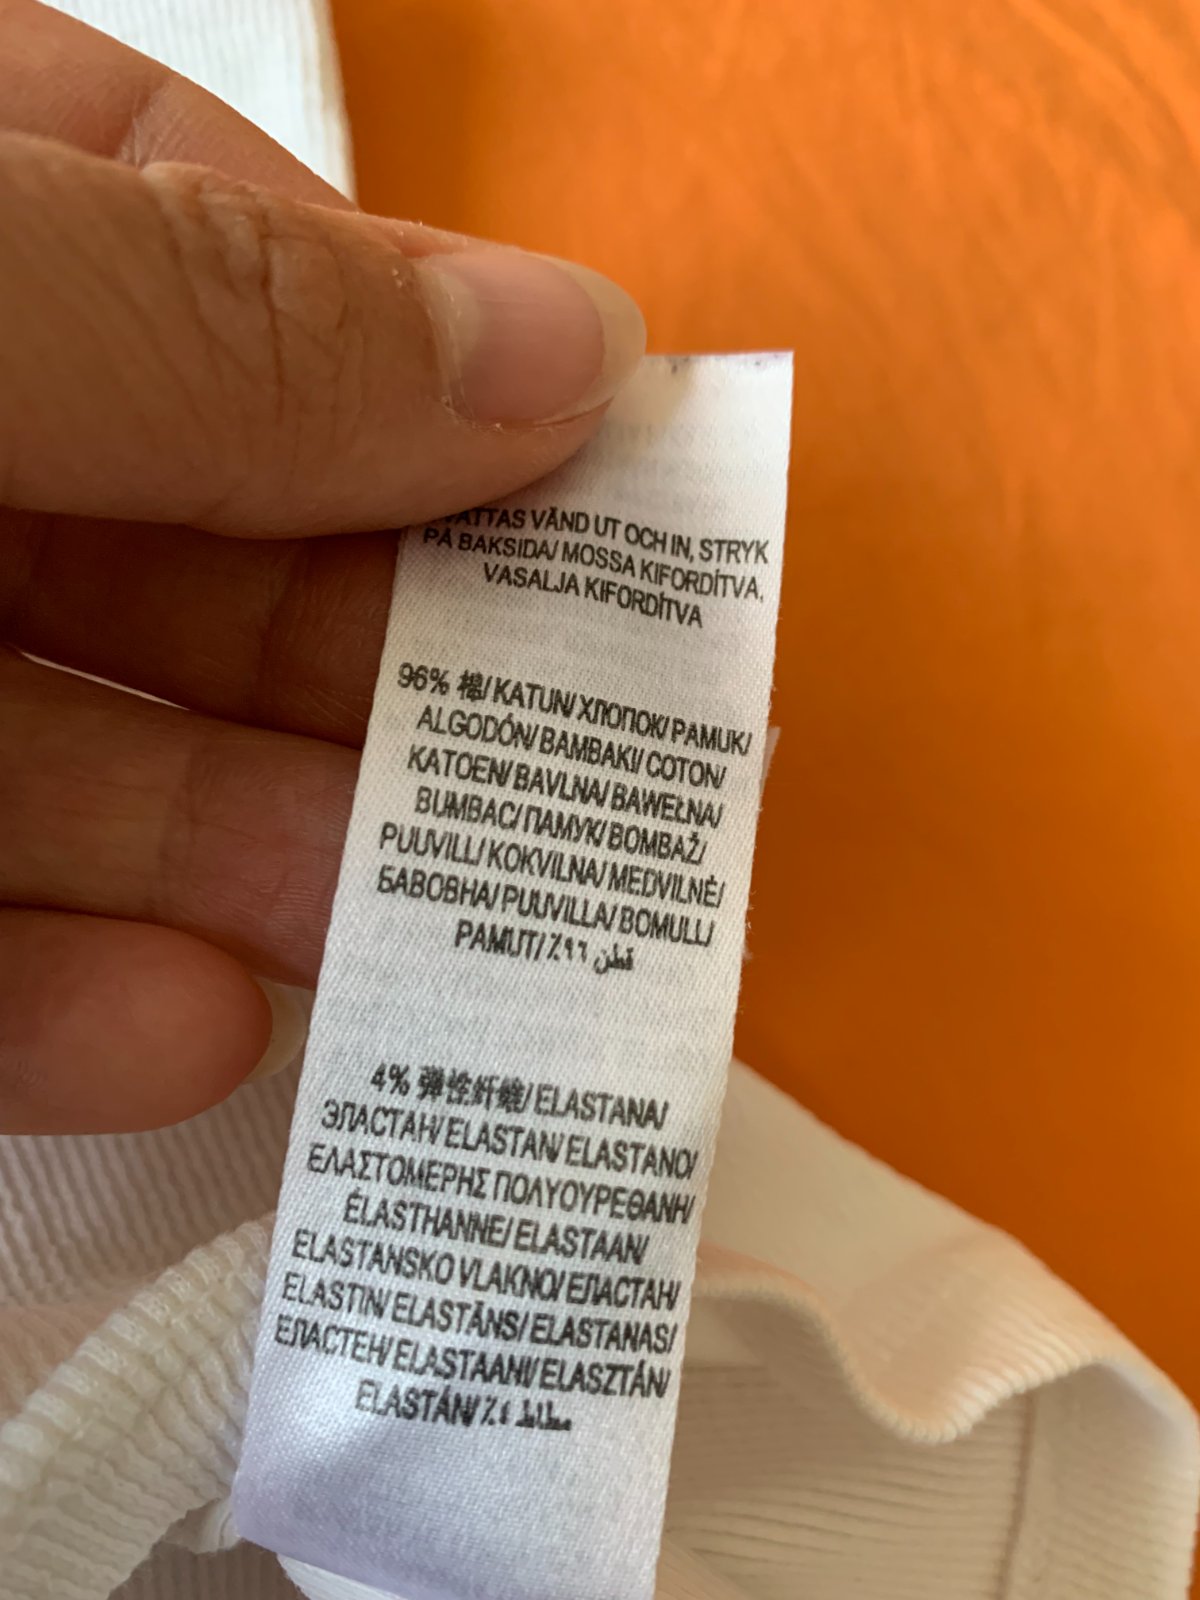 TVÄTTAS VÄND UT OCH IN, STRYK
PÅ BAKSIDA/ MOSSA KIFORDÍTVA,
VASALJA KIFORDÍTVA
96% 棉/ KATUN/ ХЛОПОК/ PAMUK/
ALGODÓN/ BAMBAKI/ COTON/
KATOEN/ BAVLNA/ BAWEŁNA/
BUMBAC/ ПАМУК/ BOMBAŽ/
PUUVILL/ KOKVILNA/ MEDVILNĖ/
БАВОВНА/ PUUVILLA/ BOMULL/
PAMUT/ ٪٩٦ قطن
4% 弹性纤维/ ELASTANA/
ЭЛАСТАН/ ELASTAN/ ELASTANO/
ΕΛΑΣΤΟΜΕΡΗΣ ΠΟΛΥΟΥΡΕΘΑΝΗ/
ÉLASTHANNE/ ELASTAAN/
ELASTANSKO VLAKNO/ ЕЛАСТАН/
ELASTIN/ ELASTĀNS/ ELASTANAS/
ЕЛАСТЕН/ ELASTAANI/ ELASZTÁN/
ELASTÁN/ ٪٤ مطاط